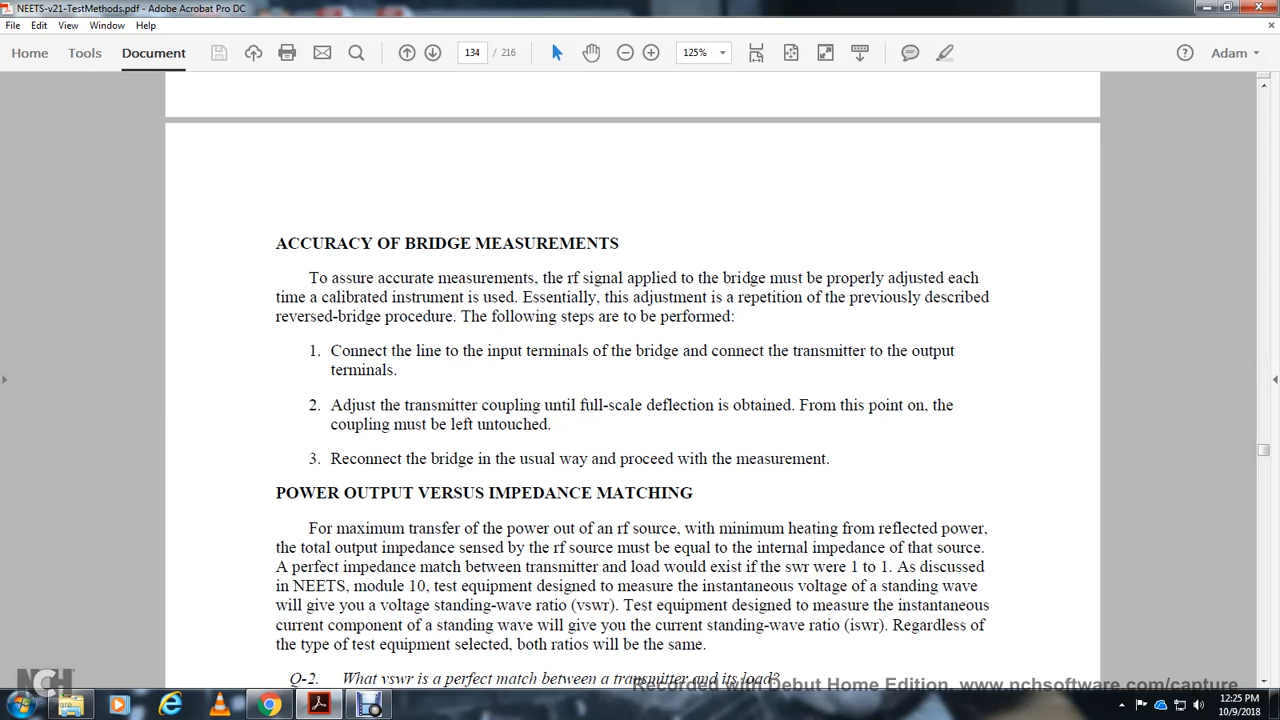 NEETS-v21-TestMethods.pdf - Adobe Acrobat Pro DC
File Edit View Window Help
Home Tools Document 134 / 216 125% Adam
ACCURACY OF BRIDGE MEASUREMENTS
To assure accurate measurements, the rf signal applied to the bridge must be properly adjusted each
time a calibrated instrument is used. Essentially, this adjustment is a repetition of the previously described
reversed-bridge procedure. The following steps are to be performed:
1. Connect the line to the input terminals of the bridge and connect the transmitter to the output
terminals.
2. Adjust the transmitter coupling until full-scale deflection is obtained. From this point on, the
coupling must be left untouched.
3. Reconnect the bridge in the usual way and proceed with the measurement.
POWER OUTPUT VERSUS IMPEDANCE MATCHING
For maximum transfer of the power out of an rf source, with minimum heating from reflected power,
the total output impedance sensed by the rf source must be equal to the internal impedance of that source.
A perfect impedance match between transmitter and load would exist if the swr were 1 to 1. As discussed
in NEETS, module 10, test equipment designed to measure the instantaneous voltage of a standing wave
will give you a voltage standing-wave ratio (vswr). Test equipment designed to measure the instantaneous
current component of a standing wave will give you the current standing-wave ratio (iswr). Regardless of
the type of test equipment selected, both ratios will be the same.
Q-2. What vswr is a perfect match between a transmitter and its load?
Recorded with Debut Home Edition. www.nchsoftware.com/capture
NCH
12:25 PM
10/9/2018